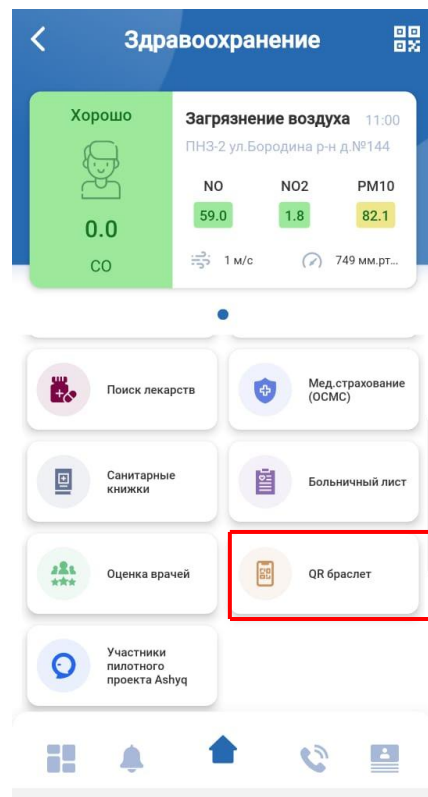 Здравоохранение
Хорошо
0.0
CO
Загрязнение воздуха 11:00
ПНЗ-2 ул.Бородина р-н д.№144
NO NO2 PM10
59.0 1.8 82.1
1 м/с 749 мм.рт...
Поиск лекарств
Мед.страхование
(ОСМС)
Санитарные
книжки
Больничный лист
Оценка врачей
QR браслет
Участники
пилотного
проекта Ashyq